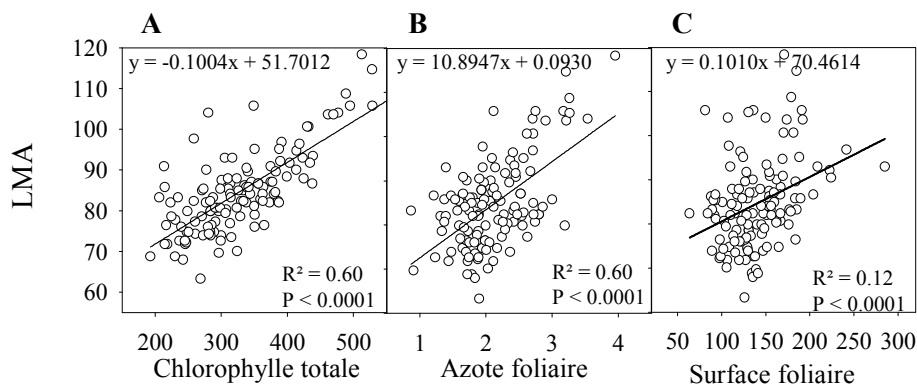 A B C
y = -0.1004x + 51.7012 y = 10.8947x + 0.0930 y = 0.1010x + 70.4614
120
110
100
90
80
70
60
LMA
R² = 0.60 R² = 0.60 R² = 0.12
P < 0.0001 P < 0.0001 P < 0.0001
200 300 400 500 1 2 3 4 50 100 150 200 250 300
Chlorophylle totale Azote foliaire Surface foliaire